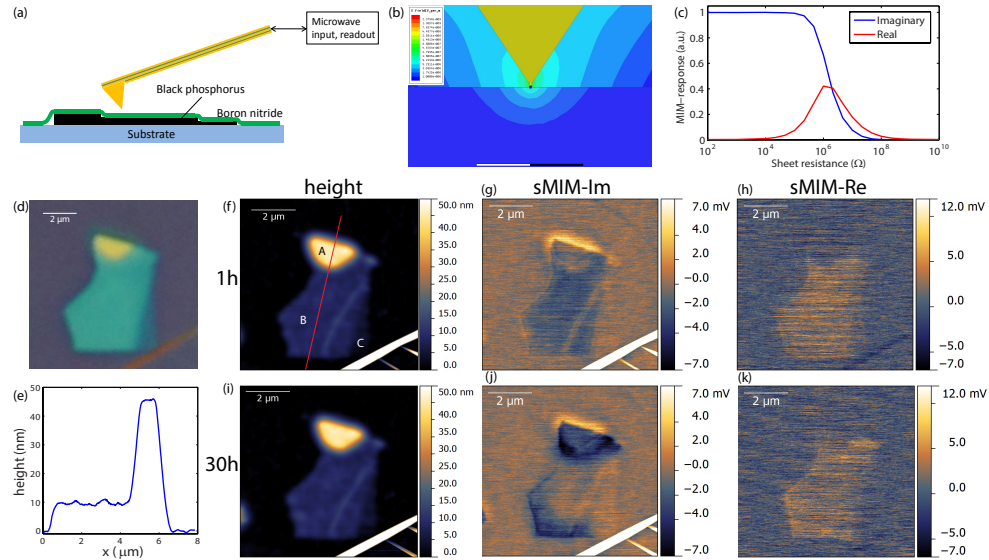 (a)
Microwave
input, readout
Black phosphorus
Boron nitride
Substrate
(b)
(c)
1
0.8
0.6
0.4
0.2
0
MIM−response (a.u.)
Imaginary
Real
10^2
10^4
10^6
10^8
10^10
Sheet resistance (Ω)
height
sMIM-Im
sMIM-Re
1h
30h
(d)
2 μm
(e)
50
40
30
20
10
0
height (nm)
0
2
4
6
8
x (μm)
(f)
2 μm
A
B
C
50.0 nm
45.0
40.0
35.0
30.0
25.0
20.0
15.0
10.0
5.0
0.0
(g)
2 μm
7.0 mV
4.0
2.0
0.0
−2.0
−4.0
−7.0
(h)
2 μm
12.0 mV
5.0
0.0
−5.0
−7.0
(i)
2 μm
50.0 nm
45.0
40.0
35.0
30.0
25.0
20.0
15.0
10.0
5.0
0.0
(j)
2 μm
7.0 mV
4.0
2.0
0.0
−2.0
−4.0
−7.0
(k)
2 μm
12.0 mV
5.0
0.0
−5.0
−7.0